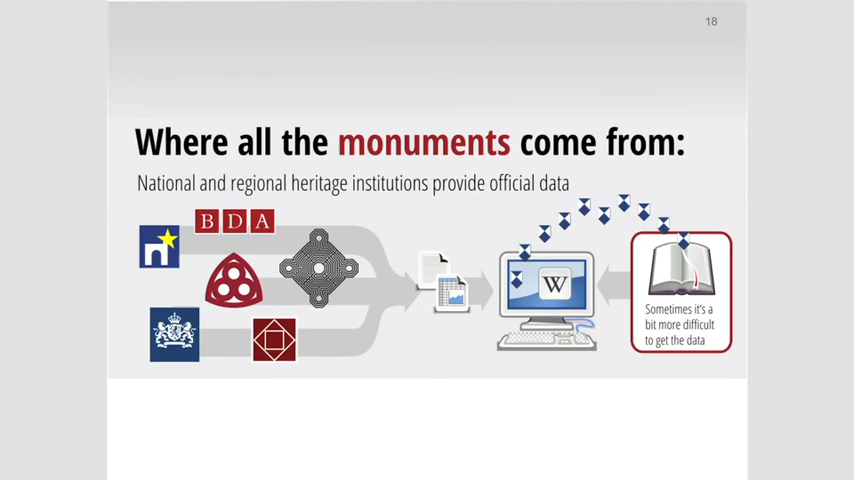 18
Where all the monuments come from:
National and regional heritage institutions provide official data
B D A
n
W
Sometimes it's a
bit more difficult
to get the data